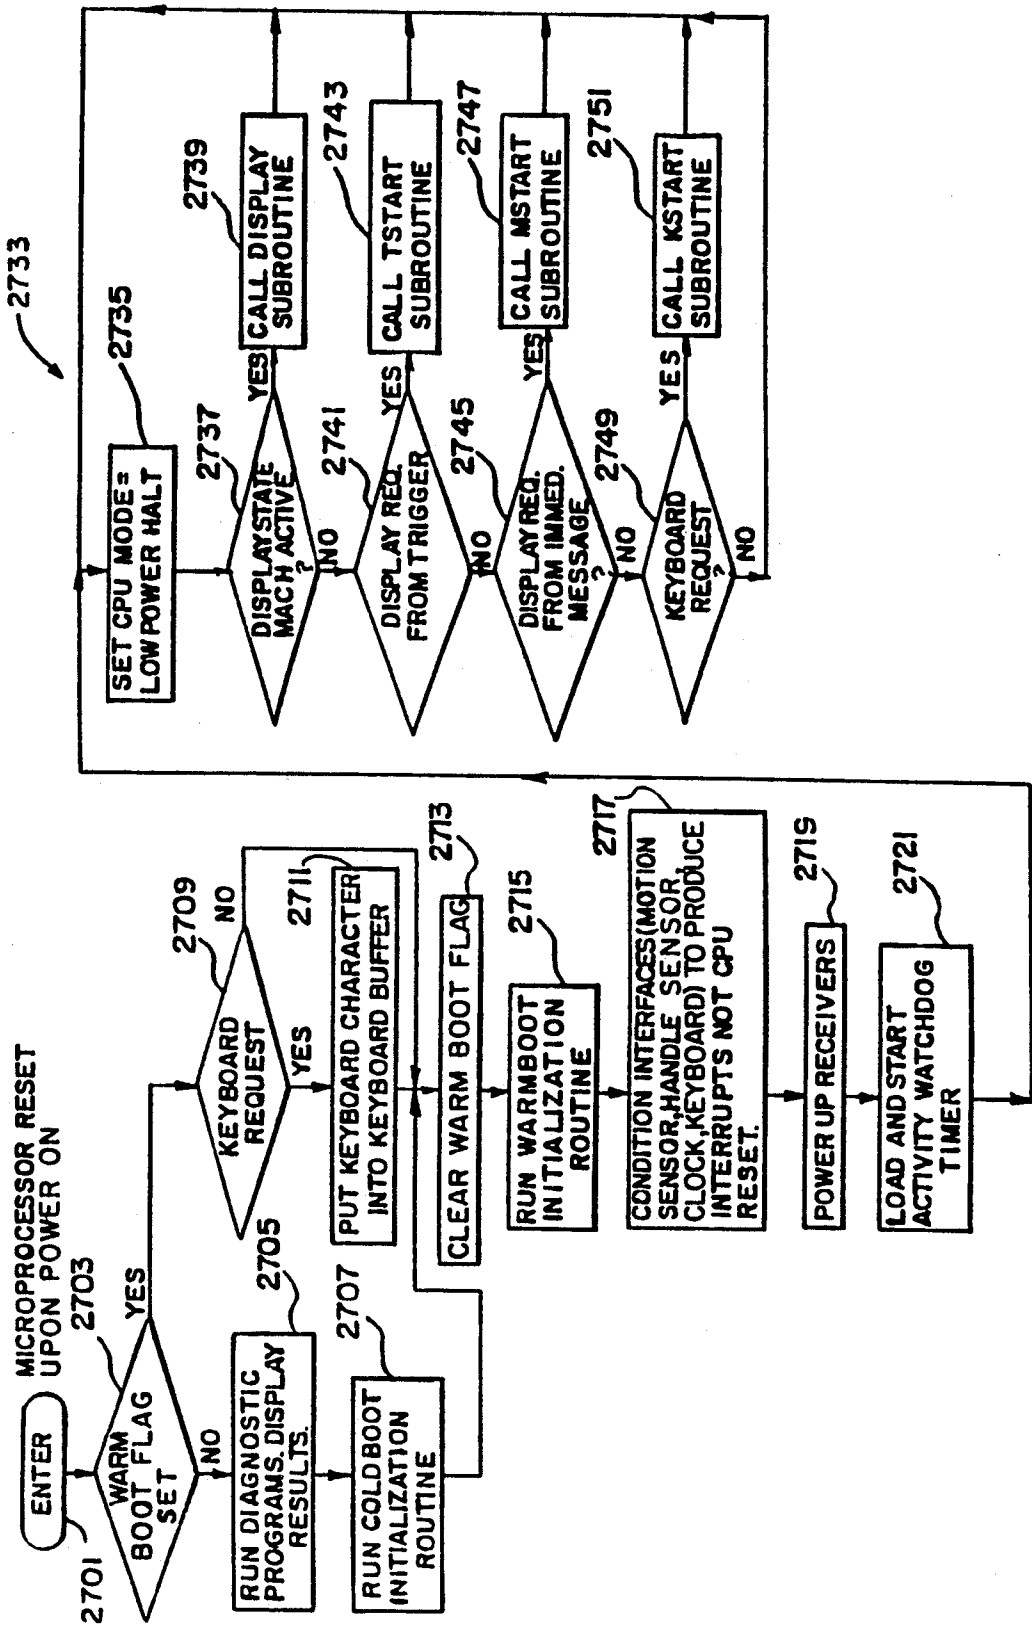 MICROPROCESSOR RESET
UPON POWER ON
ENTER
2701
WARM
BOOT FLAG
SET
2703
YES
NO
RUN DIAGNOSTIC
PROGRAMS. DISPLAY
RESULTS.
2705
RUN COLDBOOT
INITIALIZATION
ROUTINE
2707
KEYBOARD
REQUEST
2709
NO
YES
PUT KEYBOARD CHARACTER
INTO KEYBOARD BUFFER
2711
CLEAR WARM BOOT FLAG
2713
RUN WARMBOOT
INITIALIZATION
ROUTINE
2715
CONDITION INTERFACES(MOTION
SENSOR,HANDLE SENSOR,
CLOCK,KEYBOARD) TO PRODUCE
INTERRUPTS NOT CPU
RESET.
2717
POWER UP RECEIVERS
2719
LOAD AND START
ACTIVITY WATCHDOG
TIMER
2721
2733
SET CPU MODE=
LOW POWER HALT
2735
DISPLAY STATE
MACH ACTIVE
?
2737
YES
NO
CALL DISPLAY
SUBROUTINE
2739
DISPLAY REQ.
FROM TRIGGER
2741
YES
NO
CALL TSTART
SUBROUTINE
2743
DISPLAY REQ.
FROM IMMED.
MESSAGE
?
2745
YES
NO
CALL MSTART
SUBROUTINE
2747
KEYBOARD
REQUEST
?
2749
YES
NO
CALL KSTART
SUBROUTINE
2751